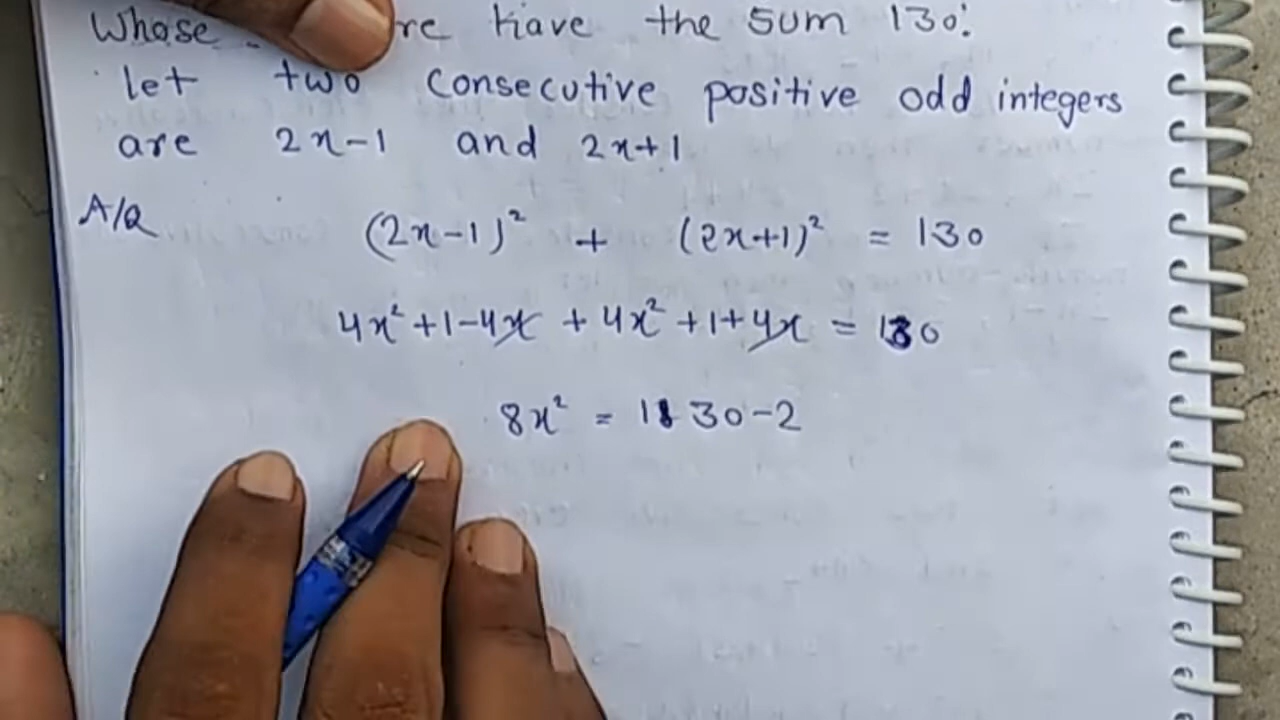 Whose re have the sum 130:
let two consecutive positive odd integers
are 2x-1 and 2x+1
A/Q (2x-1)² + (2x+1)² = 130
4x²+1-4x + 4x²+1+4x = 130
8x² = 130-2